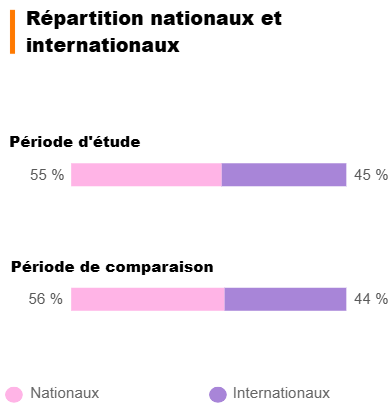 Répartition nationaux et
internationaux
Période d'étude
55 % 45 %
Période de comparaison
56 % 44 %
Nationaux Internationaux